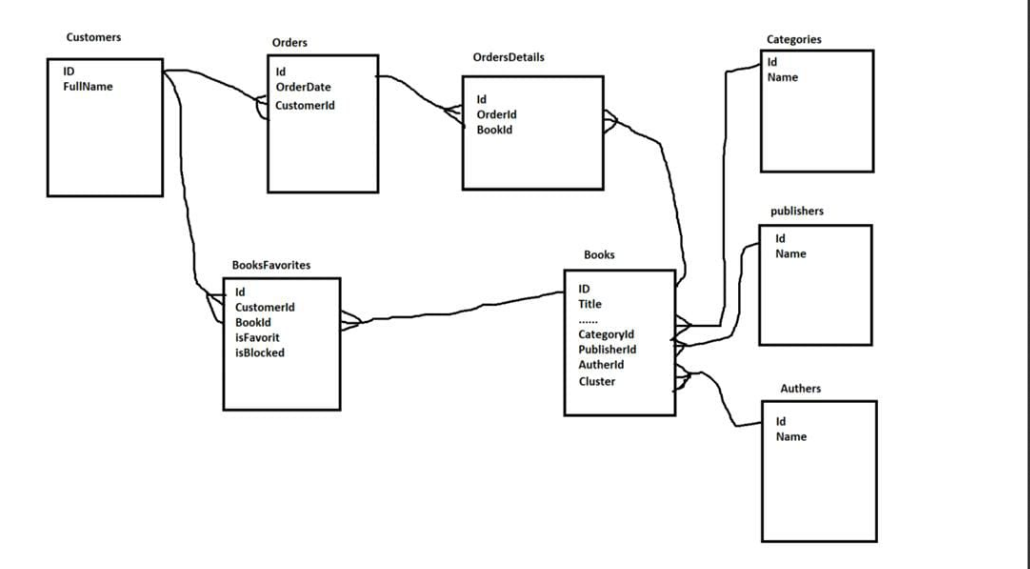 Customers
ID
FullName
Orders
Id
OrderDate
CustomerId
OrdersDetails
Id
OrderId
BookId
Categories
Id
Name
publishers
Id
Name
BooksFavorites
Id
CustomerId
BookId
isFavorit
isBlocked
Books
ID
Title
......
CategoryId
PublisherId
AutherId
Cluster
Authers
Id
Name